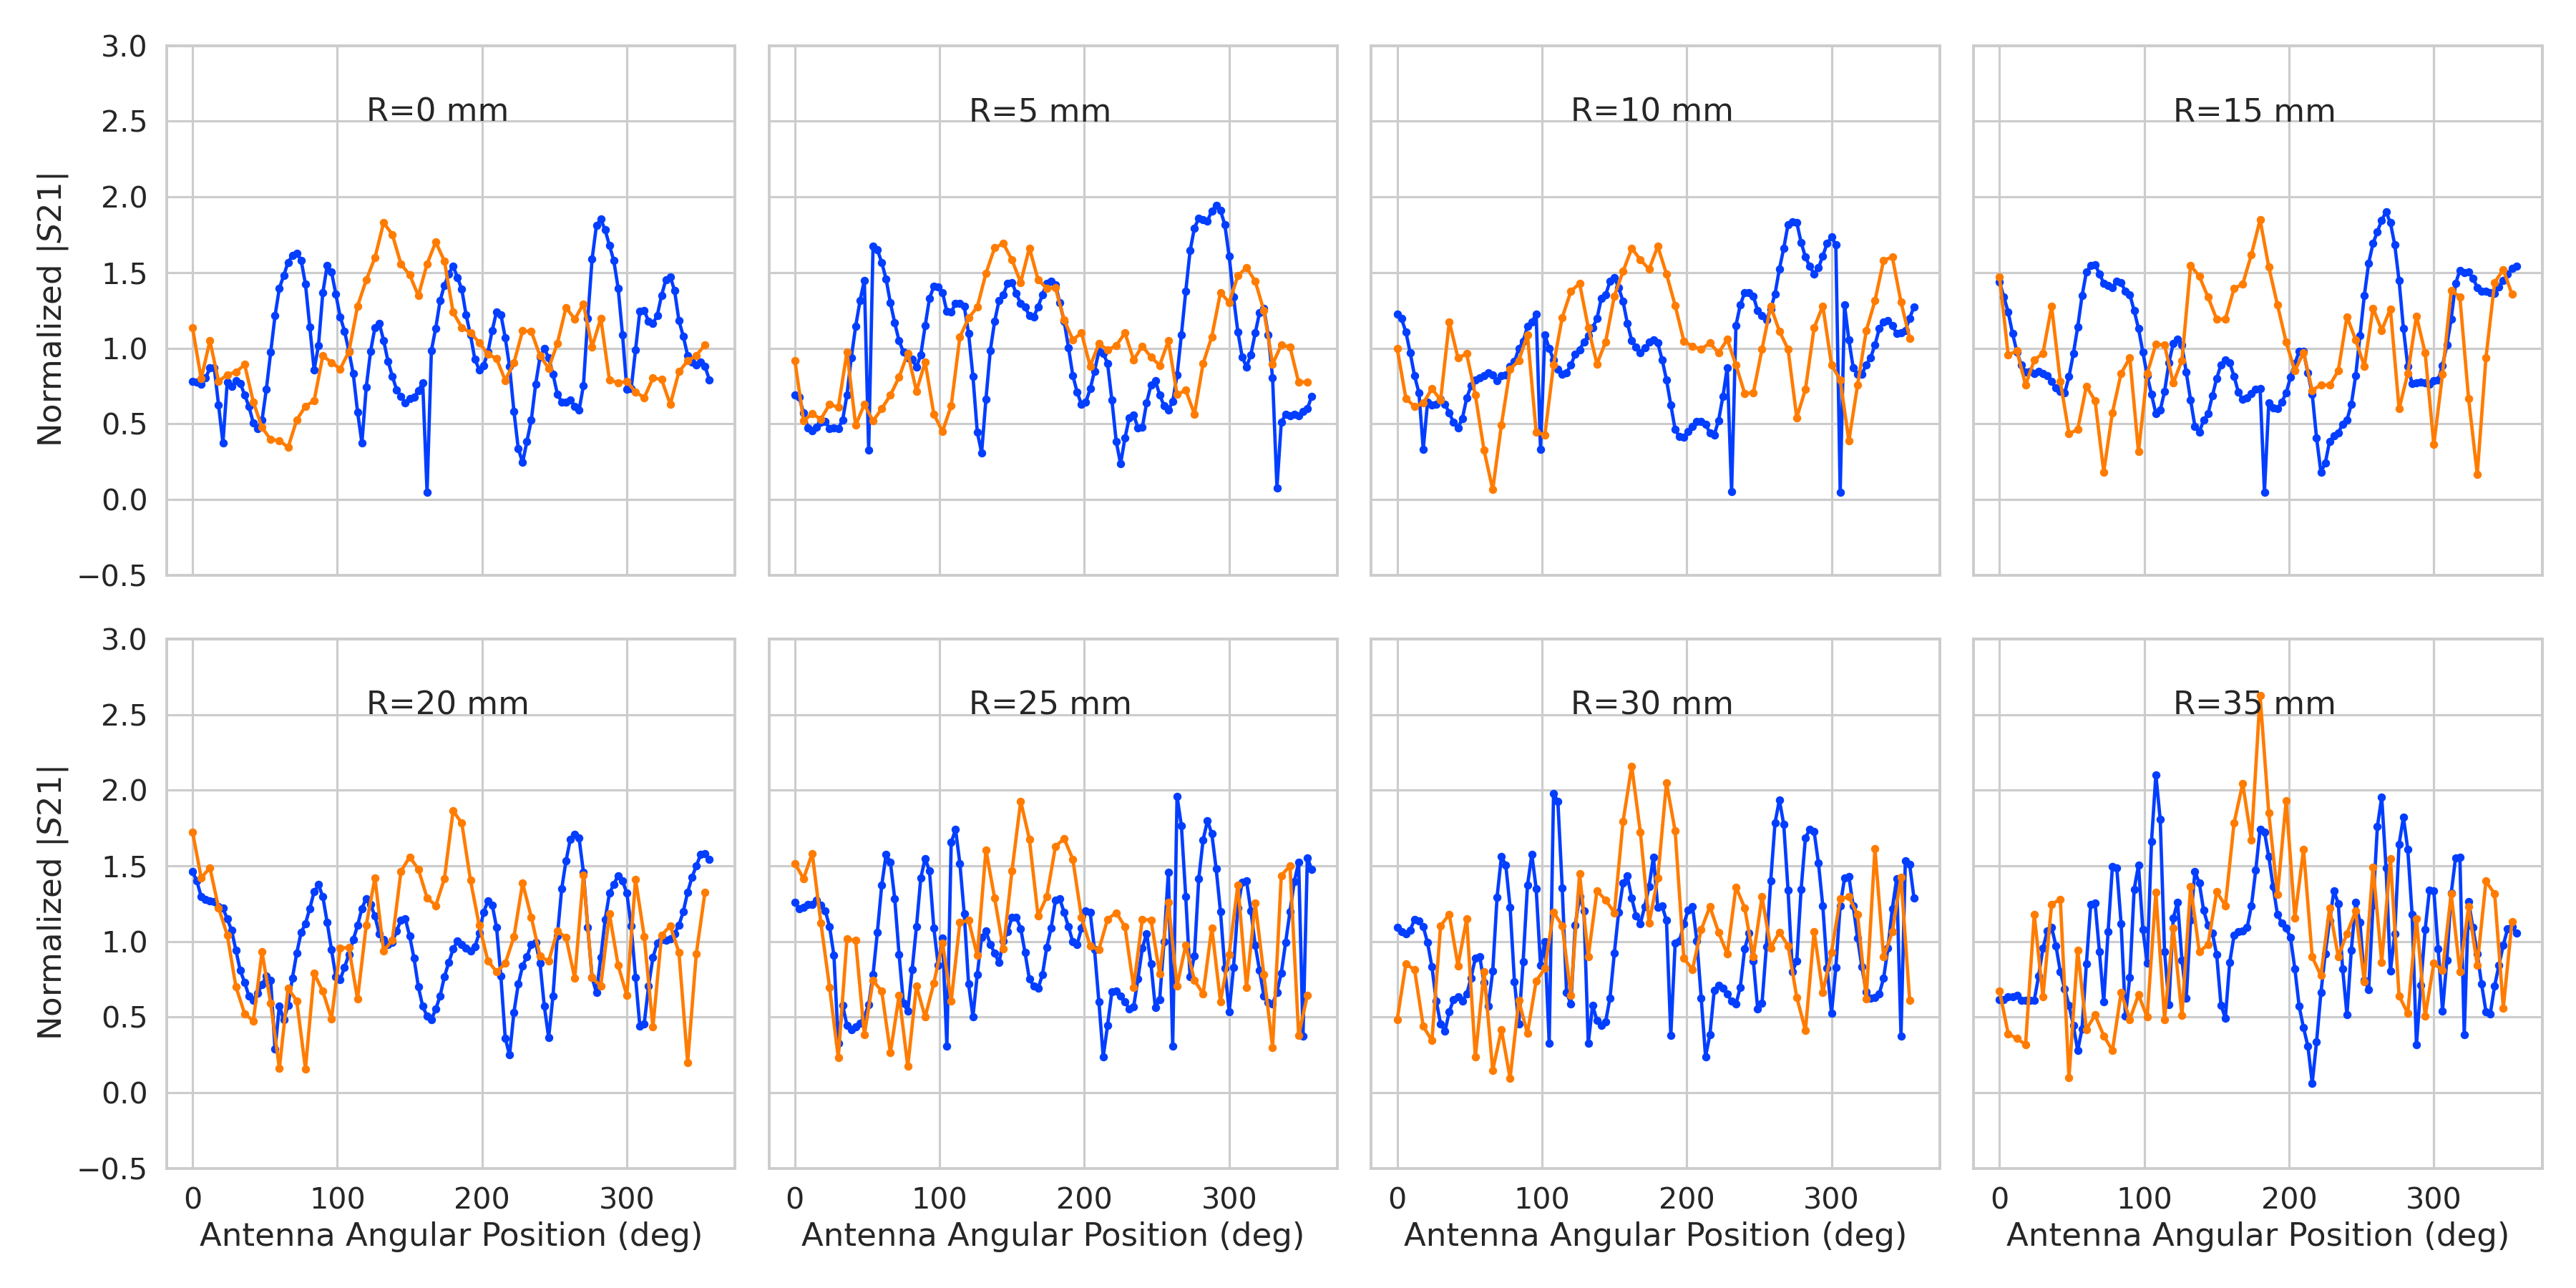 3.0
2.5
2.0
1.5
1.0
0.5
0.0
−0.5
Normalized |S21|
R=0 mm
R=5 mm
R=10 mm
R=15 mm
3.0
2.5
2.0
1.5
1.0
0.5
0.0
−0.5
Normalized |S21|
R=20 mm
R=25 mm
R=30 mm
R=35 mm
0 100 200 300
0 100 200 300
0 100 200 300
0 100 200 300
Antenna Angular Position (deg)
Antenna Angular Position (deg)
Antenna Angular Position (deg)
Antenna Angular Position (deg)